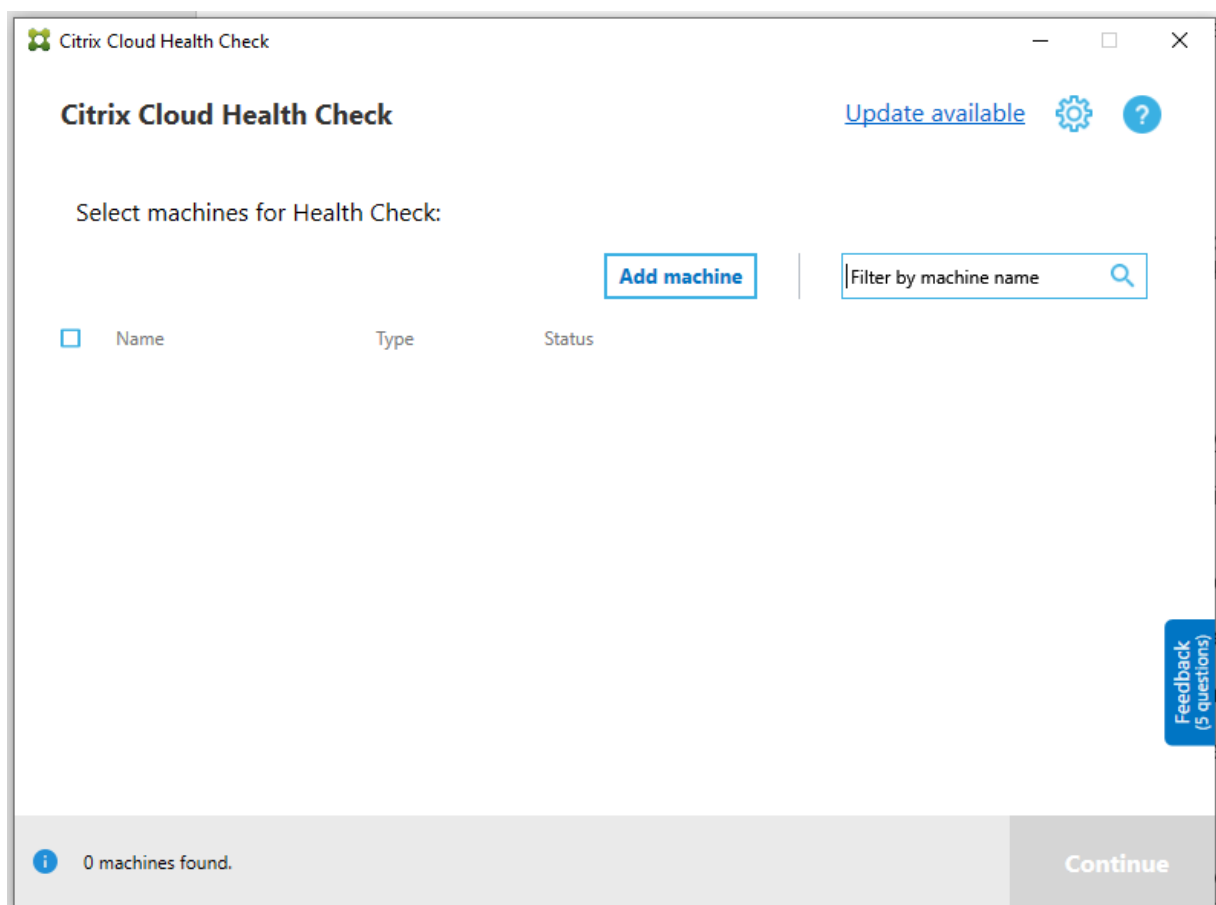 Citrix Cloud Health Check
Citrix Cloud Health Check
Update available
?
Select machines for Health Check:
Add machine
Filter by machine name
Name Type Status
Feedback
(5 questions)
i 0 machines found.
Continue